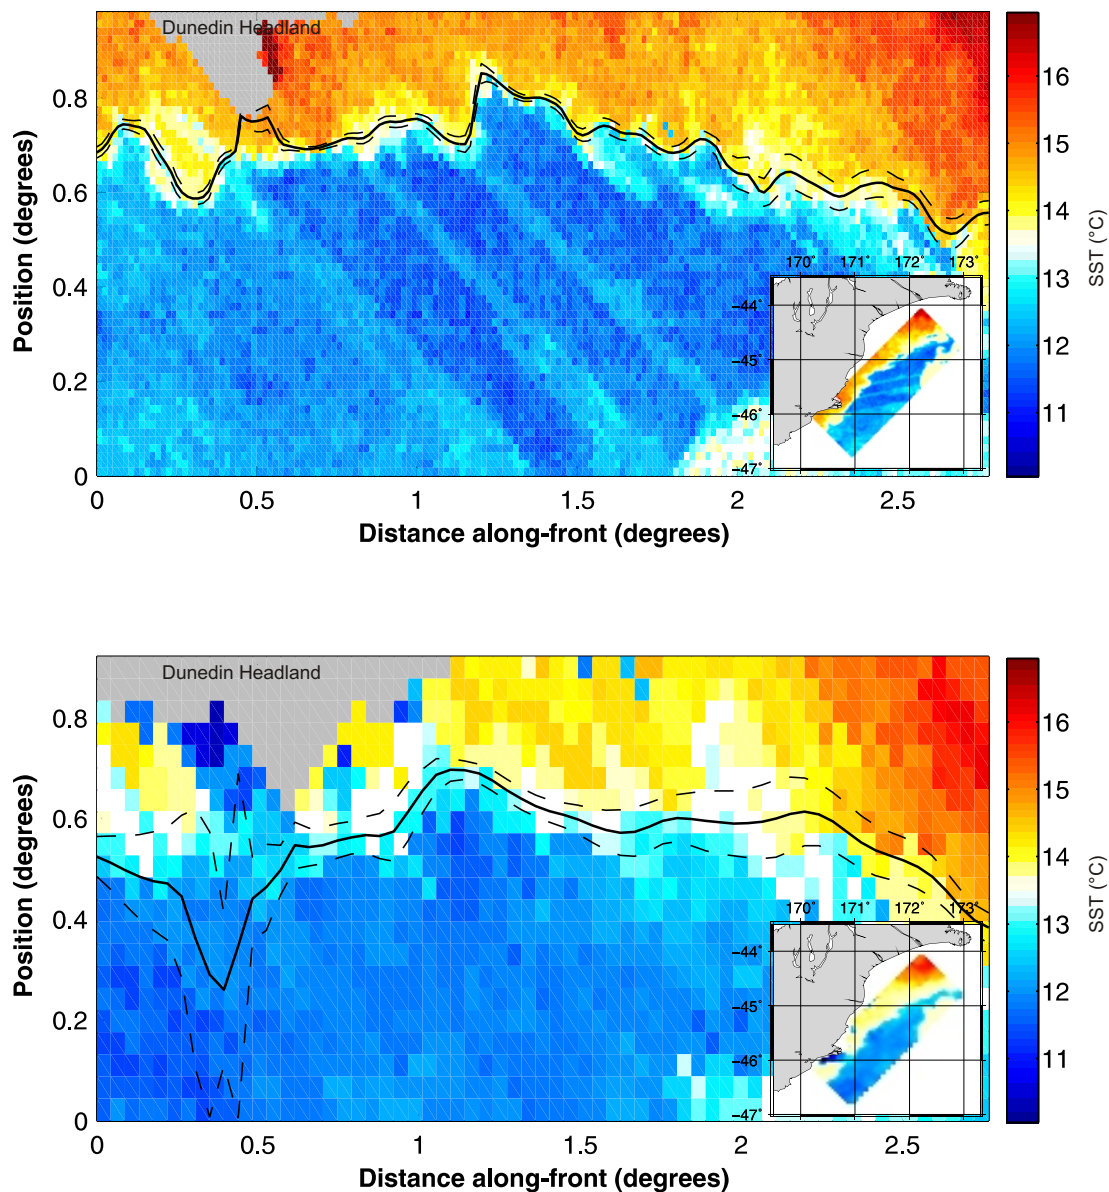 Dunedin Headland
Position (degrees)
0.8
0.6
0.4
0.2
0
0 0.5 1 1.5 2 2.5
Distance along-front (degrees)
170° 171° 172° 173°
−44°
−45°
−46°
−47°
16
15
14
13
12
11
SST (°C)
Dunedin Headland
Position (degrees)
0.8
0.6
0.4
0.2
0
0 0.5 1 1.5 2 2.5
Distance along-front (degrees)
170° 171° 172° 173°
−44°
−45°
−46°
−47°
16
15
14
13
12
11
SST (°C)